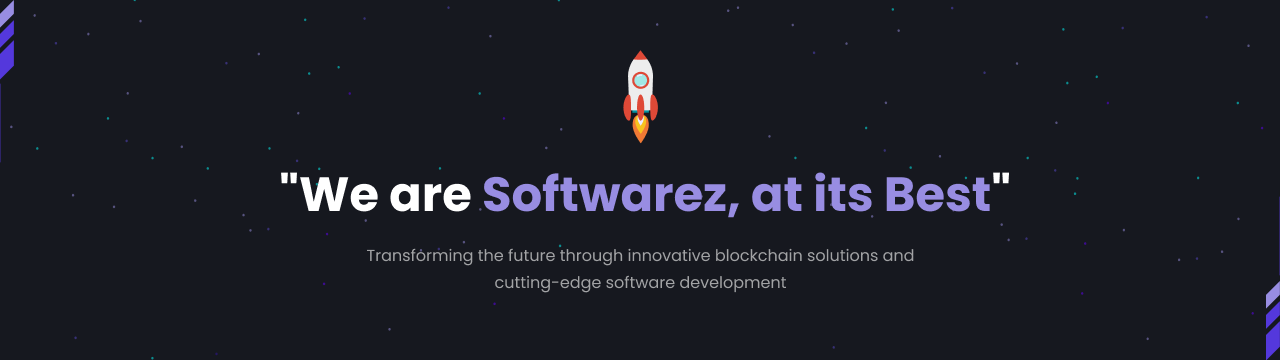 "We are Softwarez, at its Best"
Transforming the future through innovative blockchain solutions and
cutting-edge software development